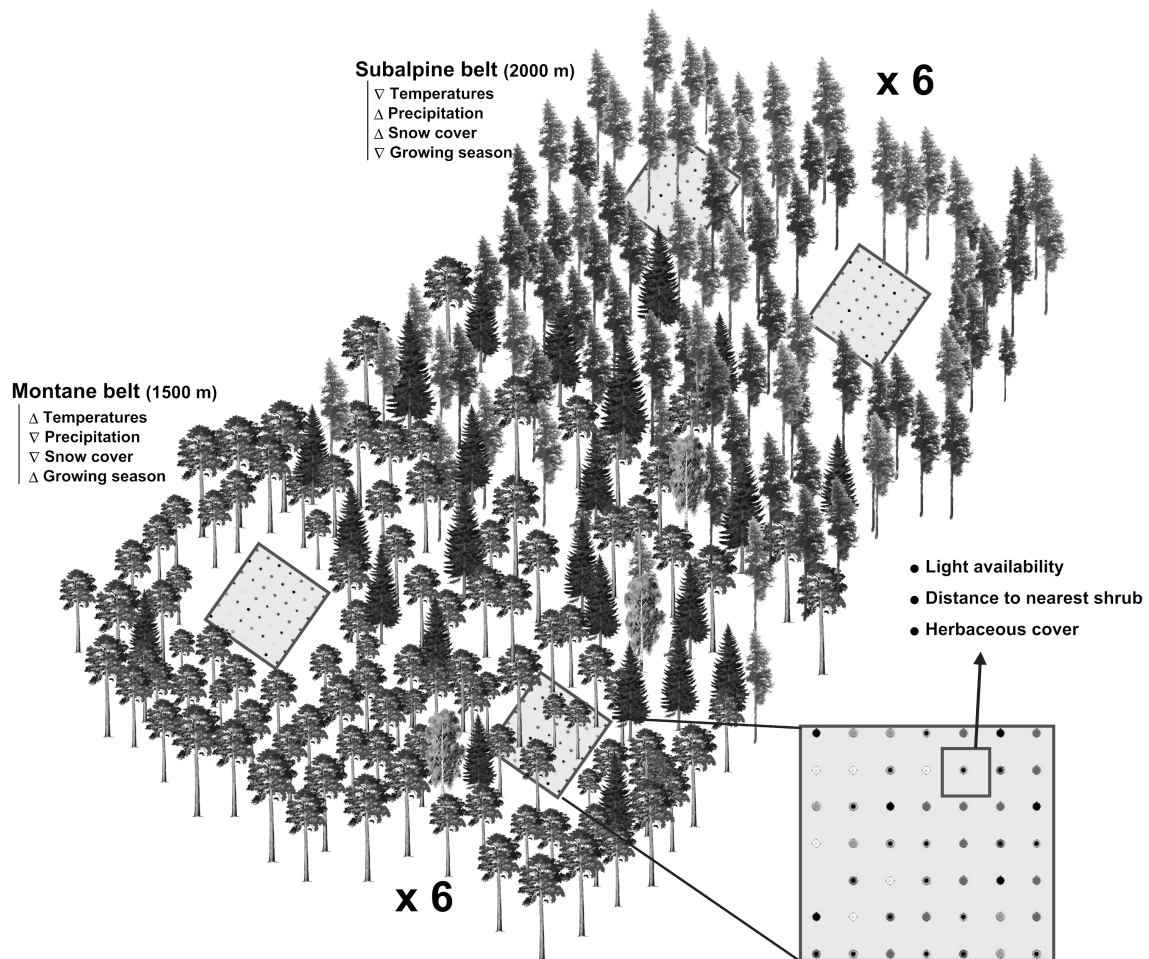 Subalpine belt (2000 m)
∇ Temperatures
Δ Precipitation
Δ Snow cover
∇ Growing season
x 6
Montane belt (1500 m)
Δ Temperatures
∇ Precipitation
∇ Snow cover
Δ Growing season
● Light availability
● Distance to nearest shrub
● Herbaceous cover
x 6